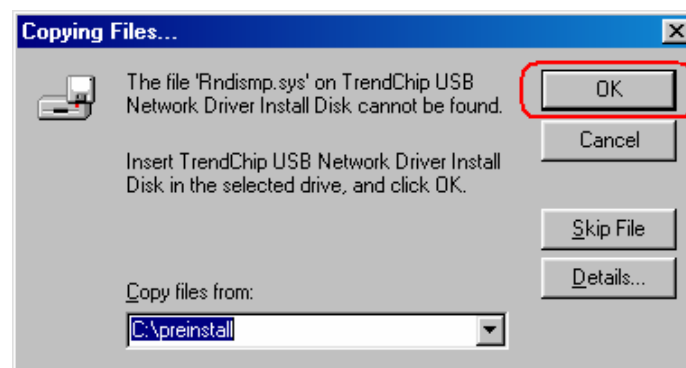 Copying Files...
The file 'Rndismp.sys' on TrendChip USB
Network Driver Install Disk cannot be found.
Insert TrendChip USB Network Driver Install
Disk in the selected drive, and click OK.
Copy files from:
C:\preinstall
OK
Cancel
Skip File
Details...